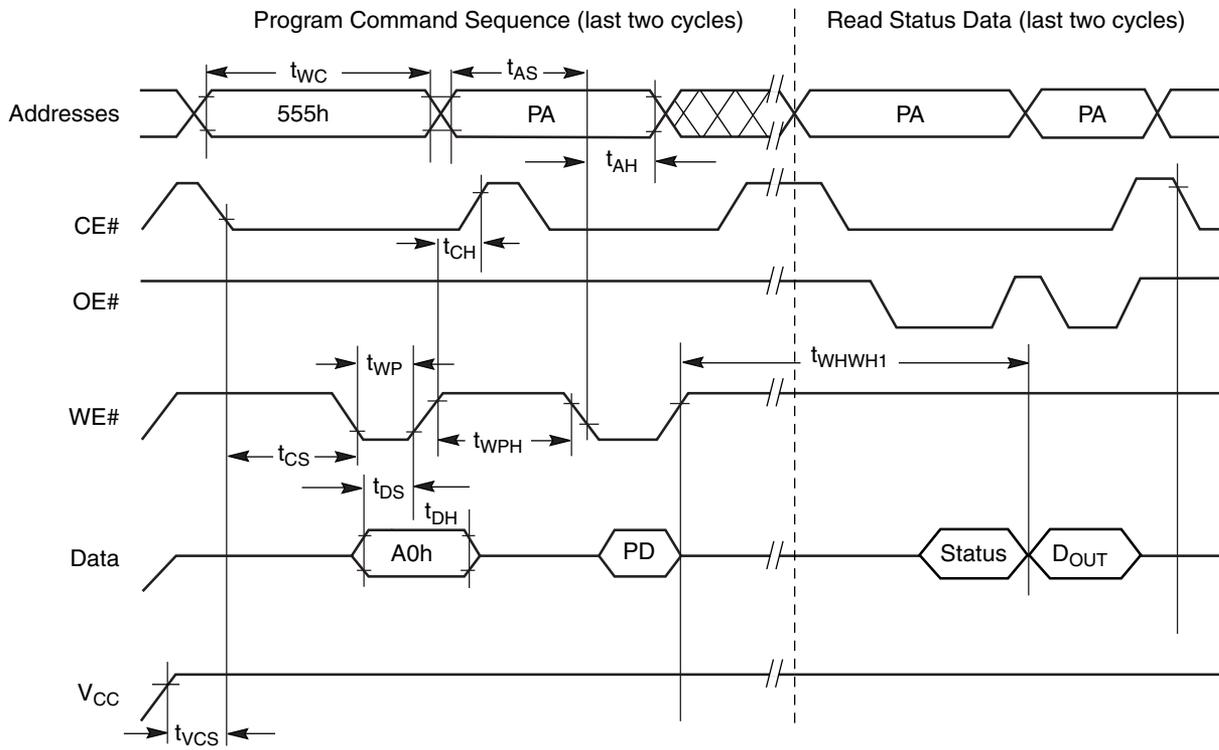 Program Command Sequence (last two cycles)
Read Status Data (last two cycles)
tWC
tAS
Addresses
555h
PA
PA
PA
tAH
CE#
tCH
OE#
tWP
tWHWH1
WE#
tCS
tWPH
tDS
tDH
Data
A0h
PD
Status
DOUT
VCC
tVCS